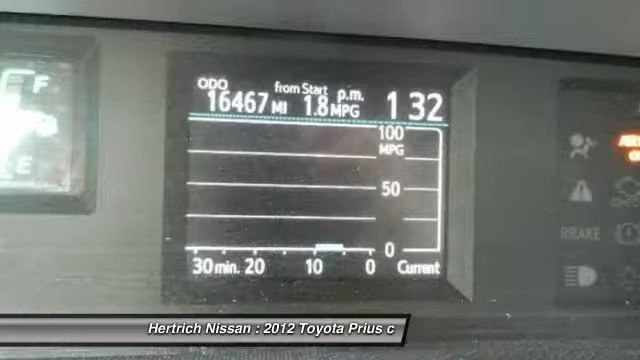 F
E
ODO from Start p.m.
16467 MI 1.8 MPG 1 32
100
MPG
50
0
30 min. 20 10 0 Current
BRAKE
Hertrich Nissan : 2012 Toyota Prius c